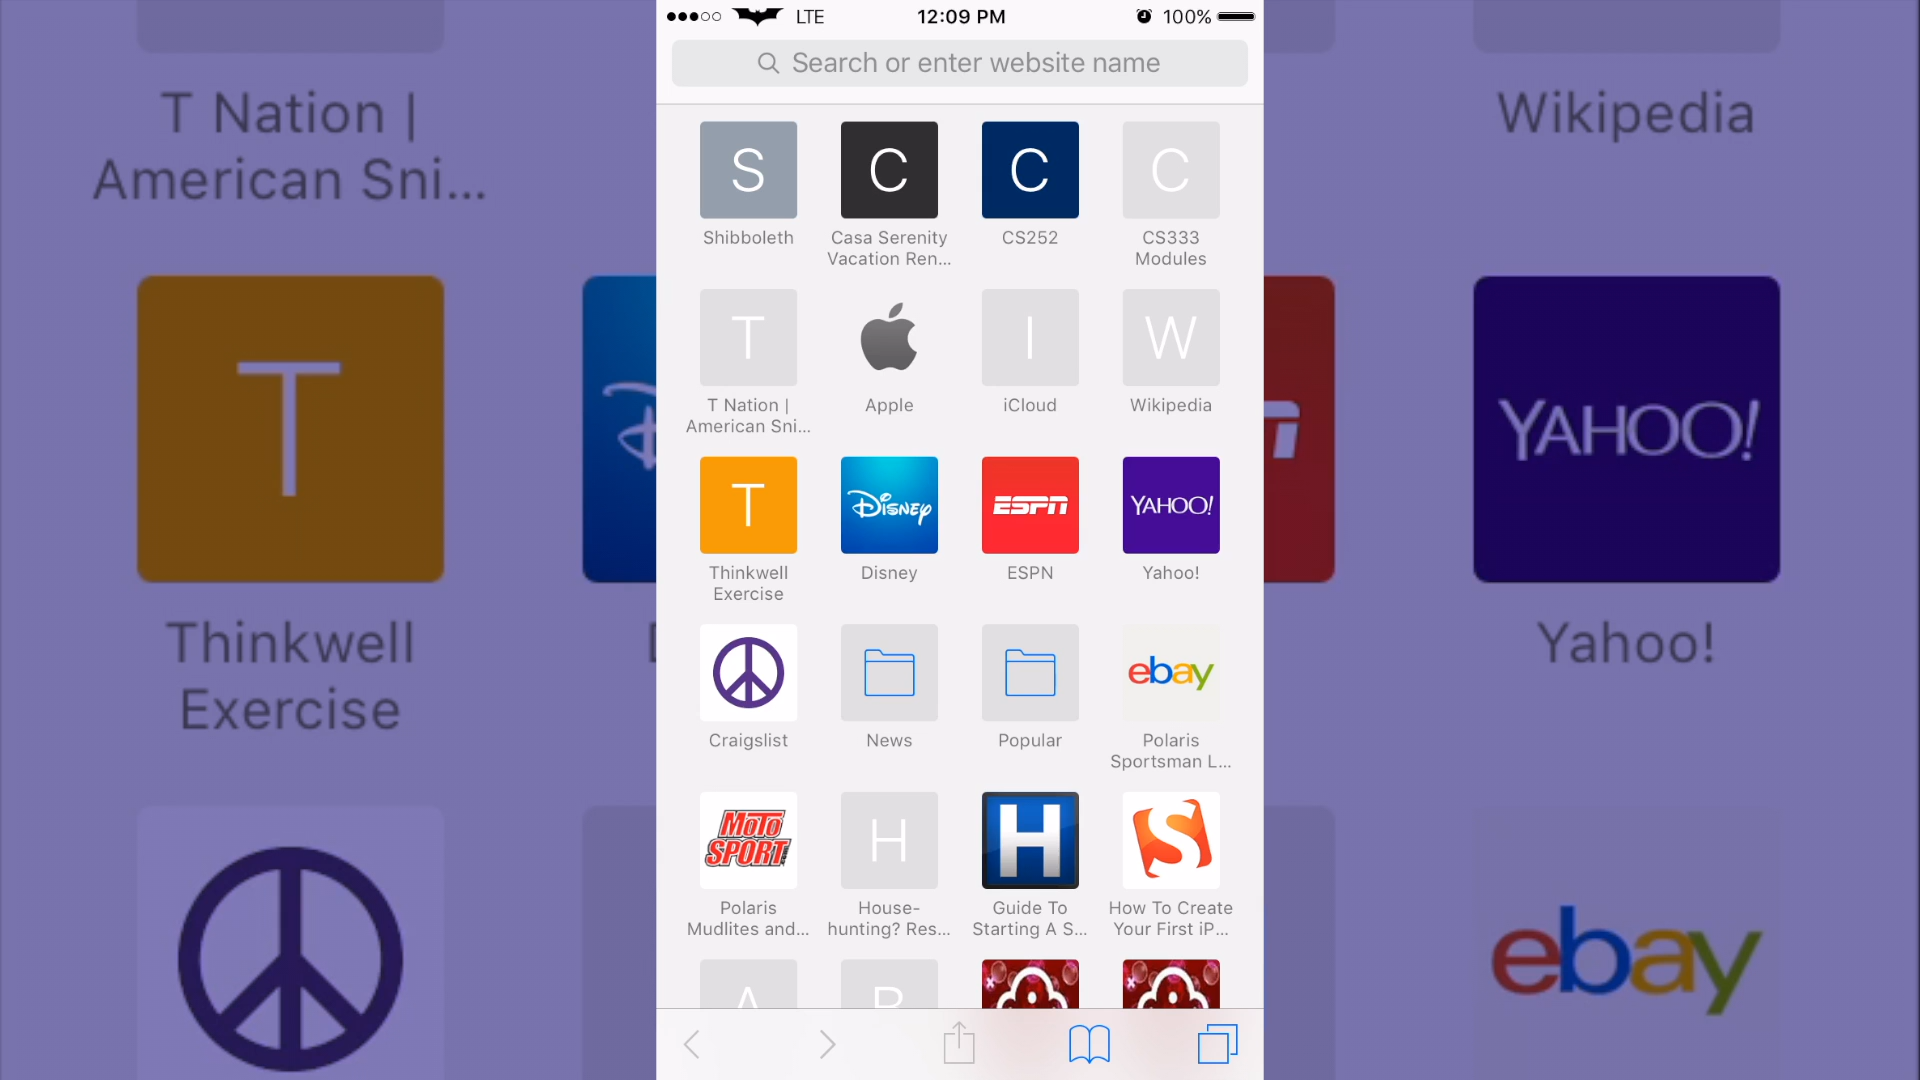 LTE 12:09 PM 100%
Search or enter website name
S C C C
Shibboleth
Casa Serenity
Vacation Ren...
CS252
CS333
Modules
T I W
T Nation |
American Sni...
Apple
iCloud
Wikipedia
T Disney ESPN YAHOO!
Thinkwell
Exercise
Disney
ESPN
Yahoo!
ebay
Craigslist
News
Popular
Polaris
Sportsman L...
MOTO
SPORT
H H S
Polaris
Mudlites and...
House-
hunting? Res...
Guide To
Starting A S...
How To Create
Your First iP...
T Nation |
American Sni...
T
Thinkwell
Exercise
Wikipedia
YAHOO!
Yahoo!
ebay